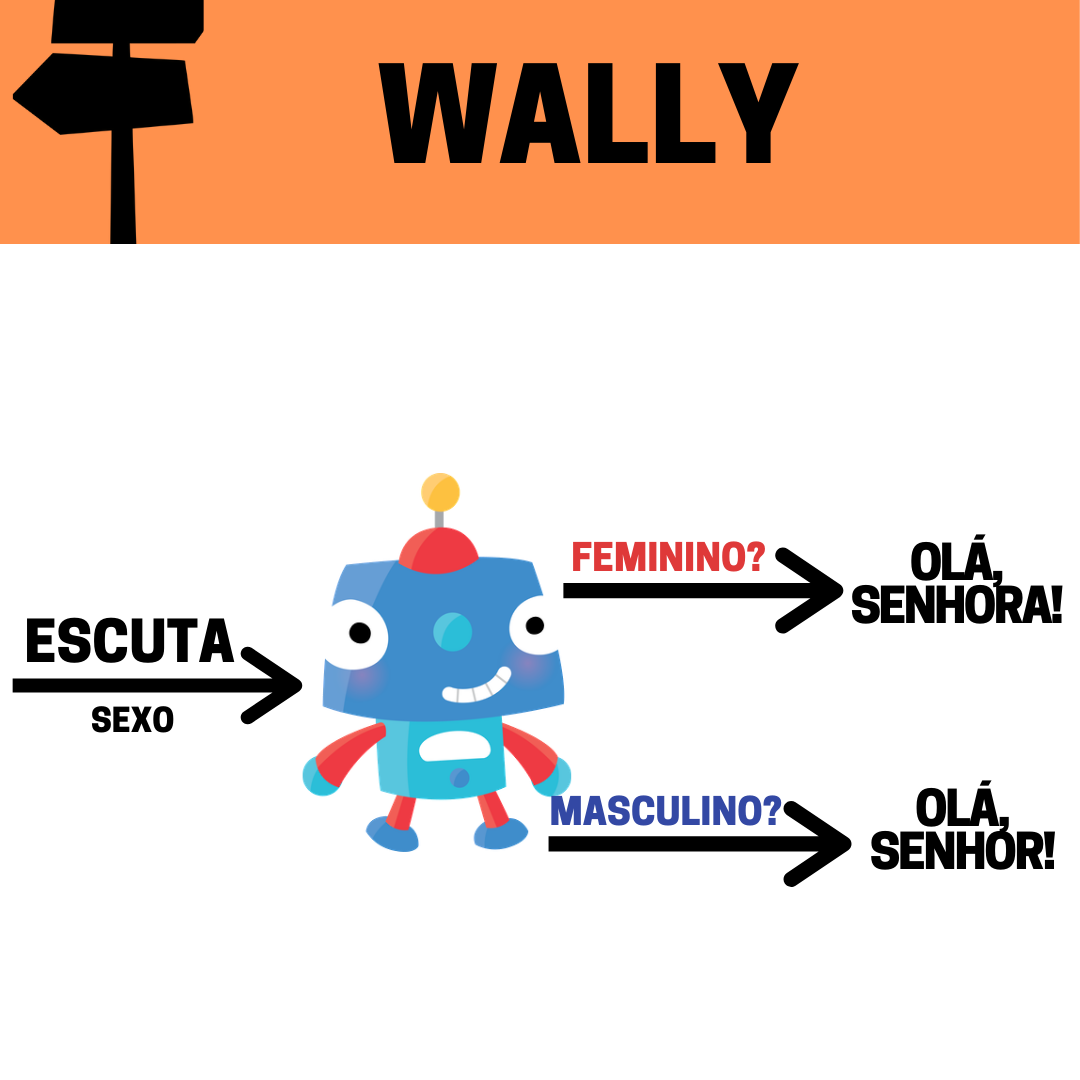 WALLY
ESCUTA
SEXO
FEMININO?
OLÁ,
SENHORA!
MASCULINO?
OLÁ,
SENHOR!